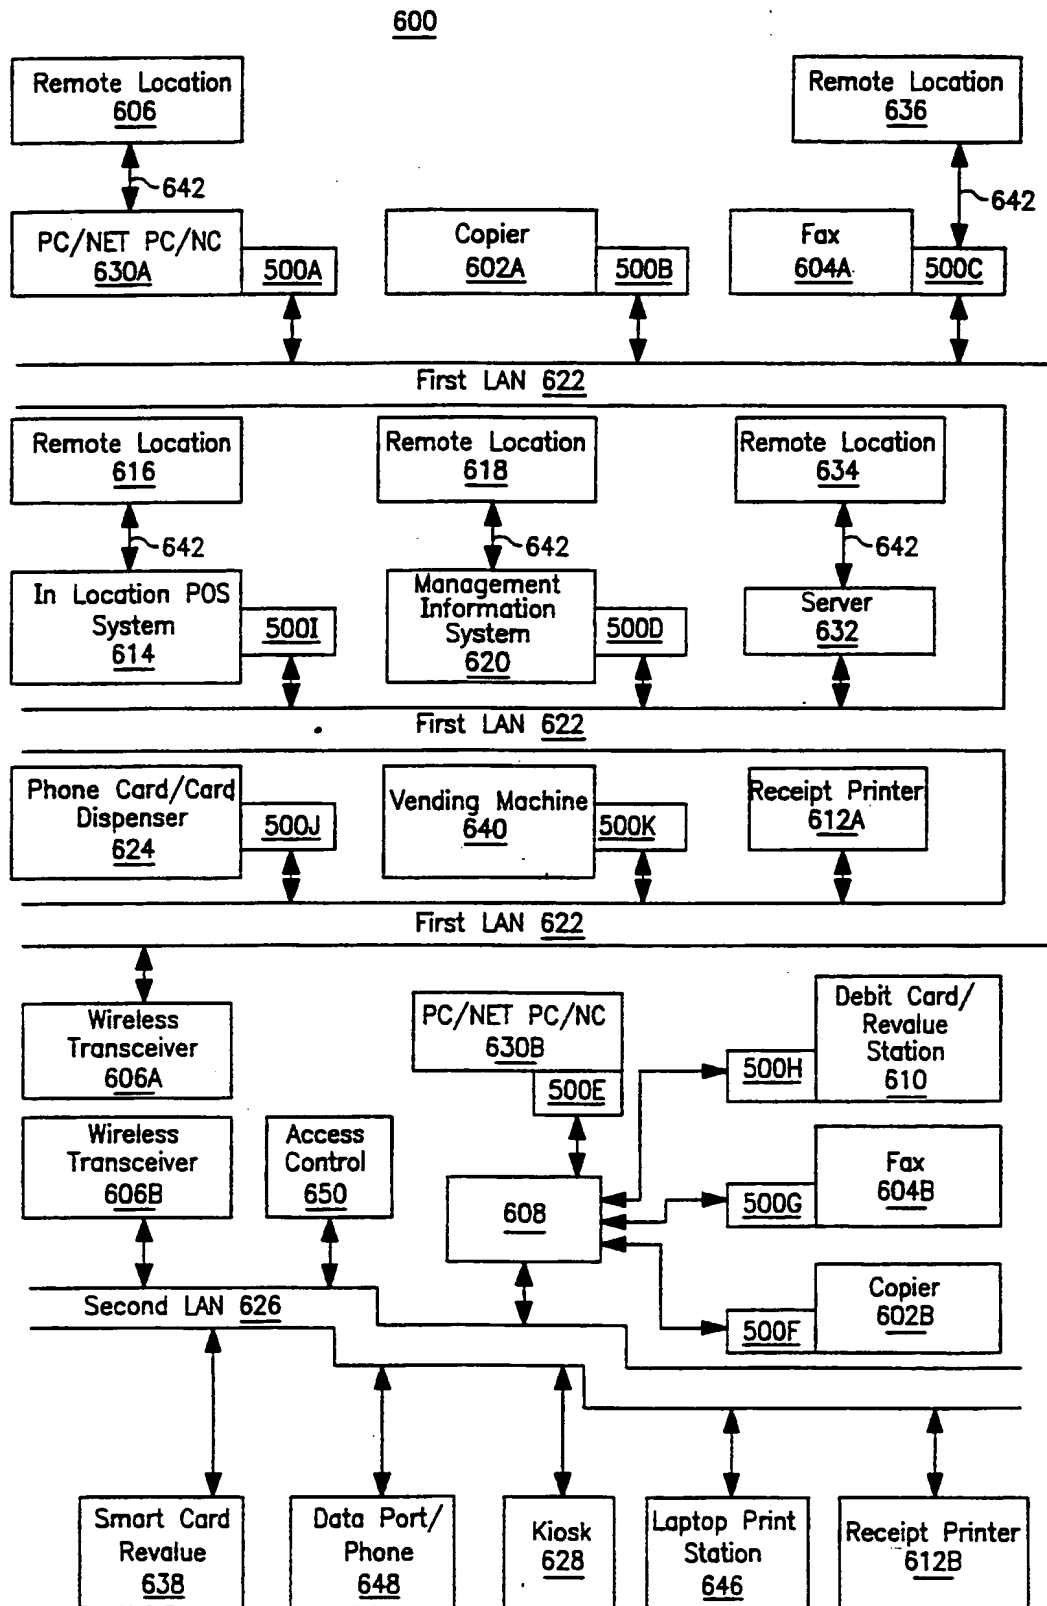 600
Remote Location
606
Remote Location
636
642
642
PC/NET PC/NC
630A
500A
Copier
602A
500B
Fax
604A
500C
First LAN 622
Remote Location
616
Remote Location
618
Remote Location
634
642
642
642
In Location POS
System
614
500I
Management
Information
System
620
500D
Server
632
First LAN 622
Phone Card/Card
Dispenser
624
500J
Vending Machine
640
500K
Receipt Printer
612A
First LAN 622
Wireless
Transceiver
606A
PC/NET PC/NC
630B
500E
Debit Card/
Revalue
Station
610
500H
Wireless
Transceiver
606B
Access
Control
650
608
Fax
604B
500G
Second LAN 626
Copier
602B
500F
Smart Card
Revalue
638
Data Port/
Phone
648
Kiosk
628
Laptop Print
Station
646
Receipt Printer
612B